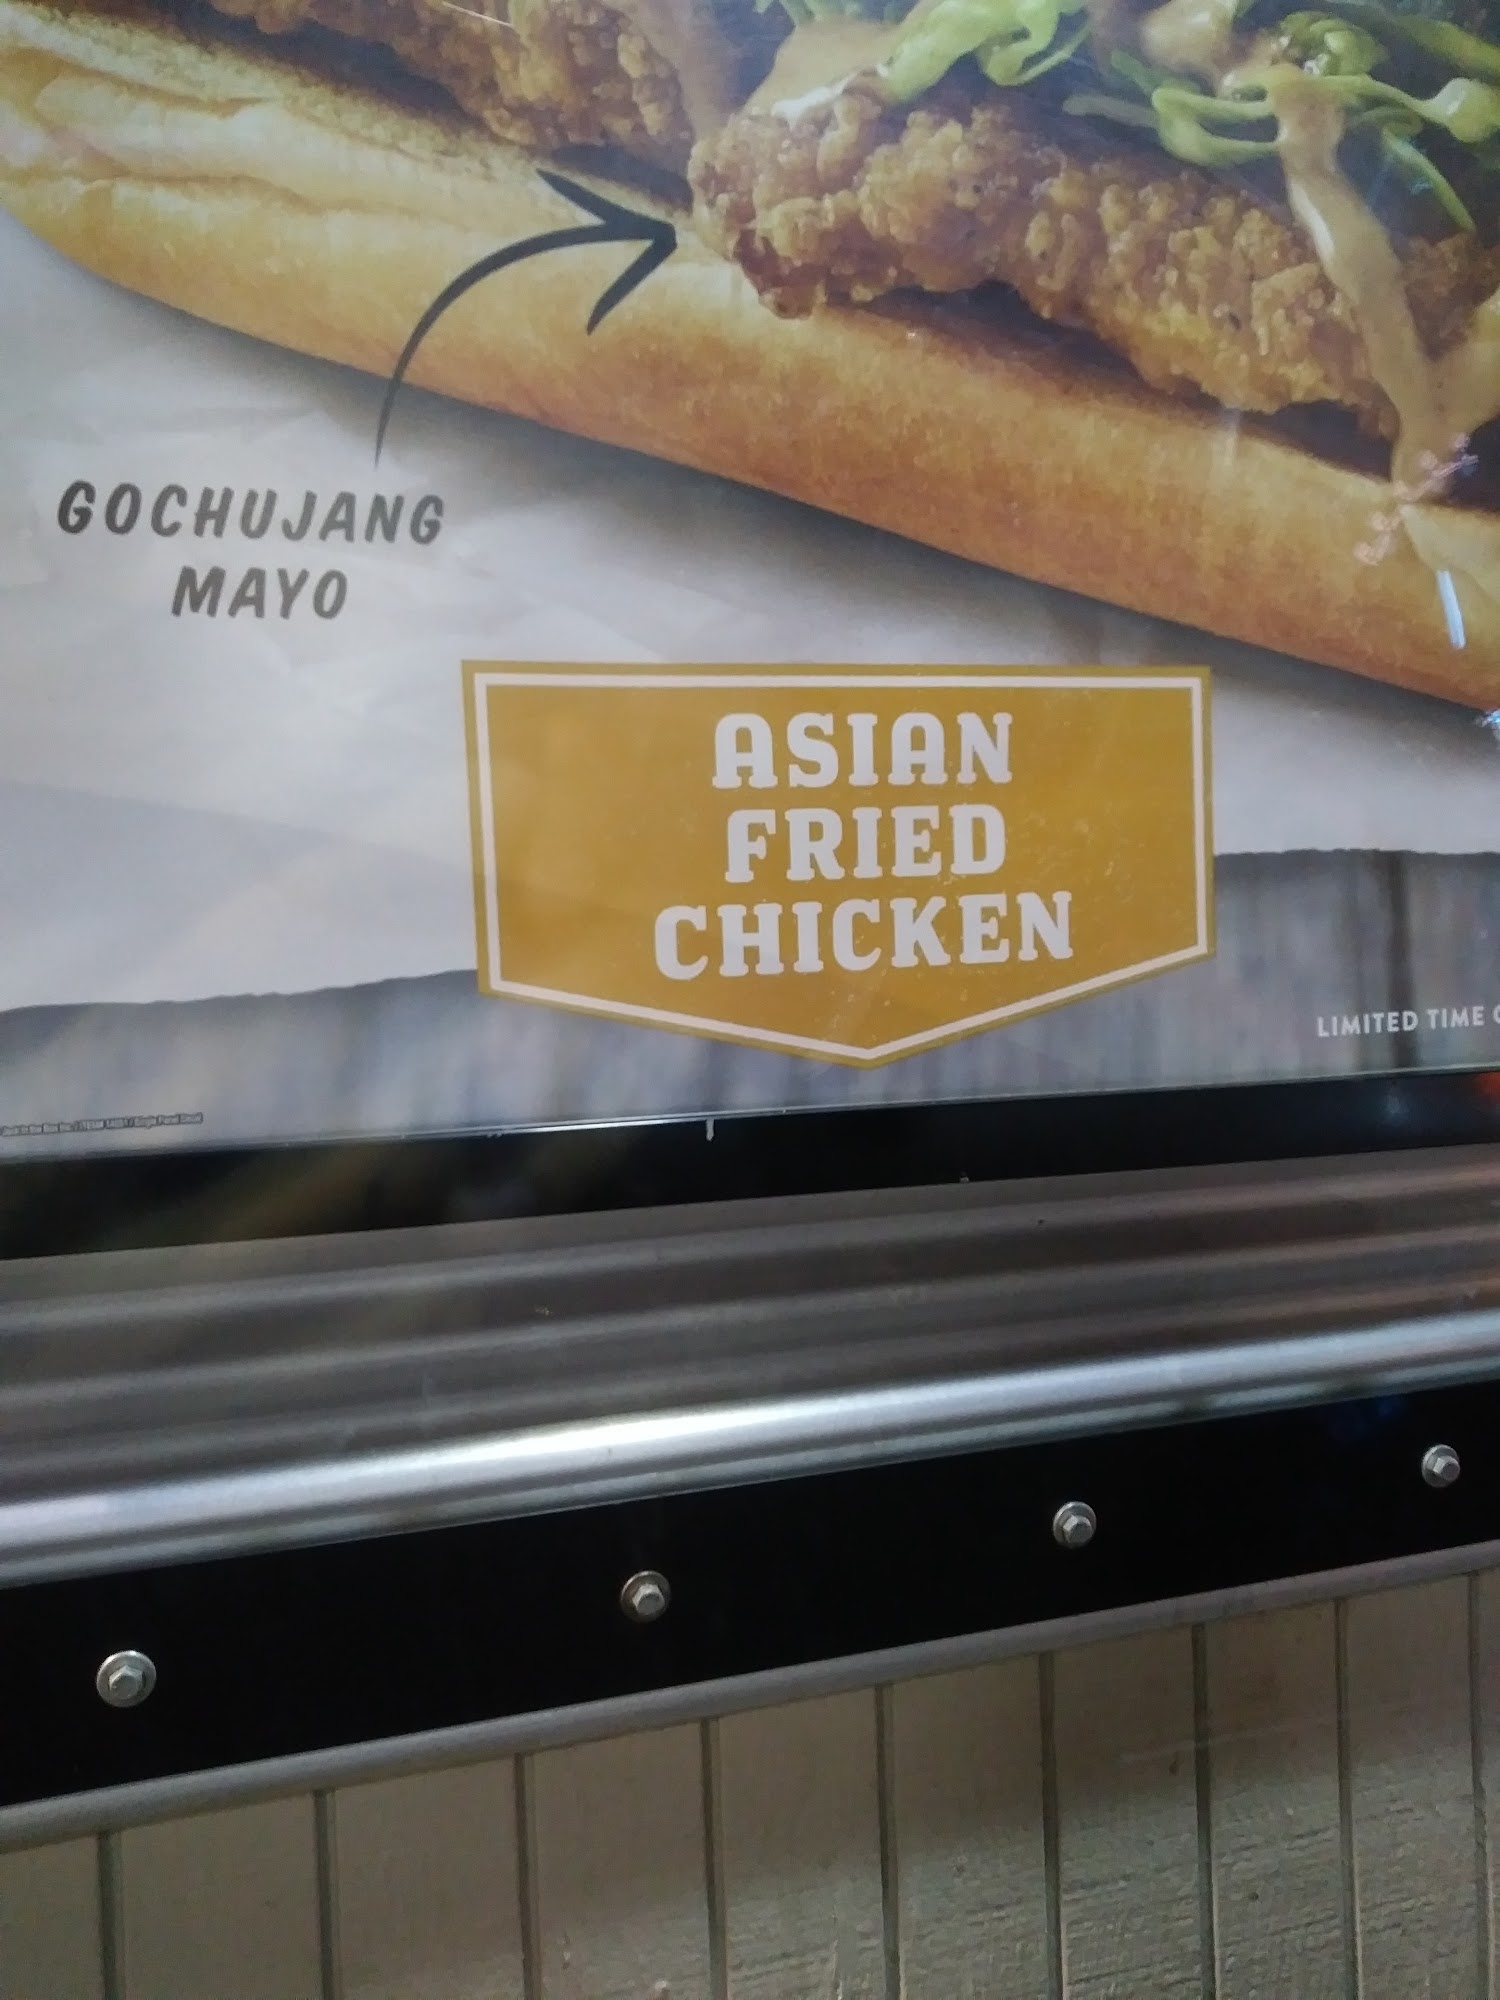 GOCHUJANG
MAYO
ASIAN
FRIED
CHICKEN
LIMITED TIME